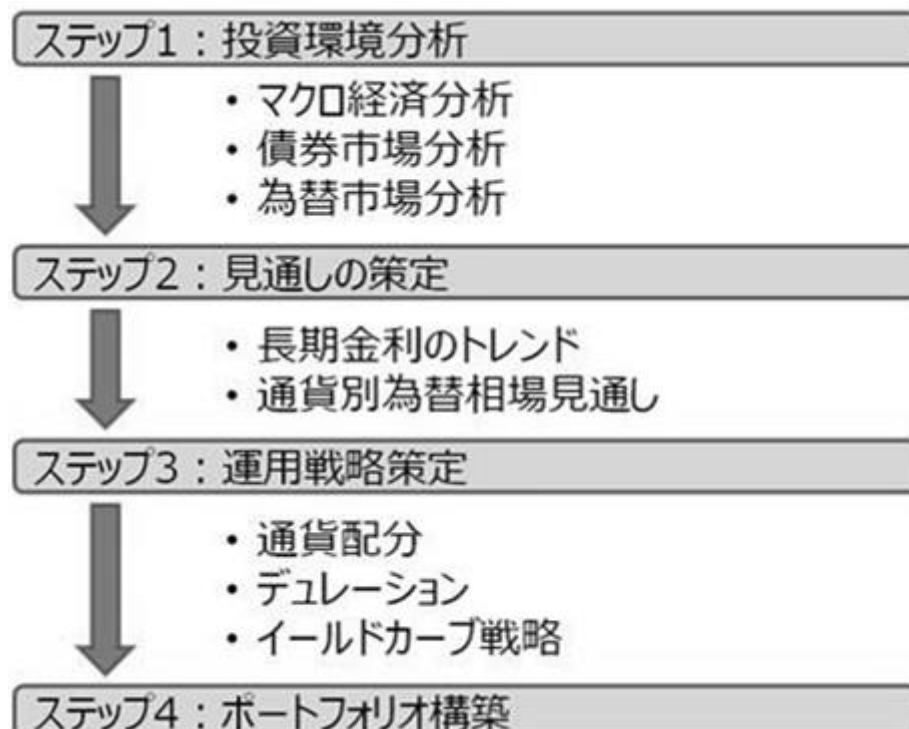 ステップ1：投資環境分析
・マクロ経済分析
・債券市場分析
・為替市場分析
ステップ2：見通しの策定
・長期金利のトレンド
・通貨別為替相場見通し
ステップ3：運用戦略策定
・通貨配分
・デュレーション
・イールドカーブ戦略
ステップ4：ポートフォリオ構築